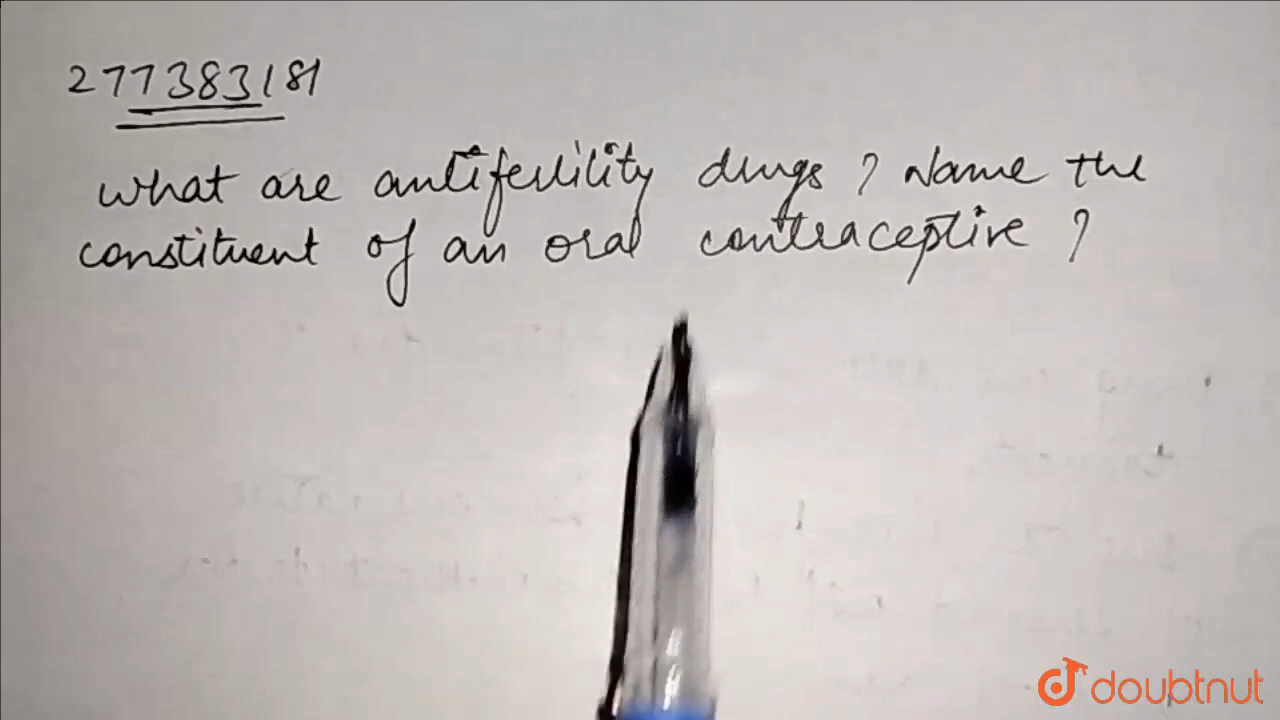 277383181
What are antifertility drugs ? Name the
constituent of an oral contraceptive ?
doubtnut